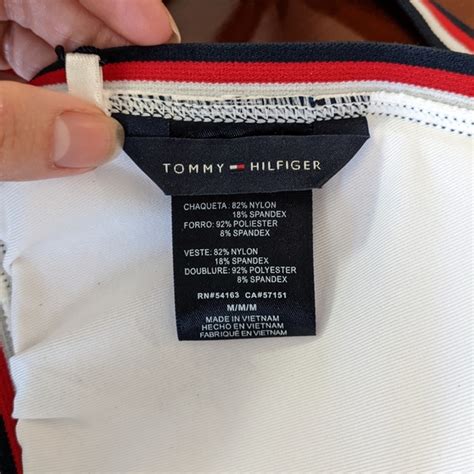 TOMMY HILFIGER
CHAQUETA: 82% NYLON
18% SPANDEX
FORRO: 92% POLIESTER
8% SPANDEX
VESTE: 82% NYLON
18% SPANDEX
DOUBLURE: 92% POLYESTER
8% SPANDEX
RN#54163 CA#57151
M/M/M
MADE IN VIETNAM
HECHO EN VIETNAM
FABRIQUÉ EN VIETNAM